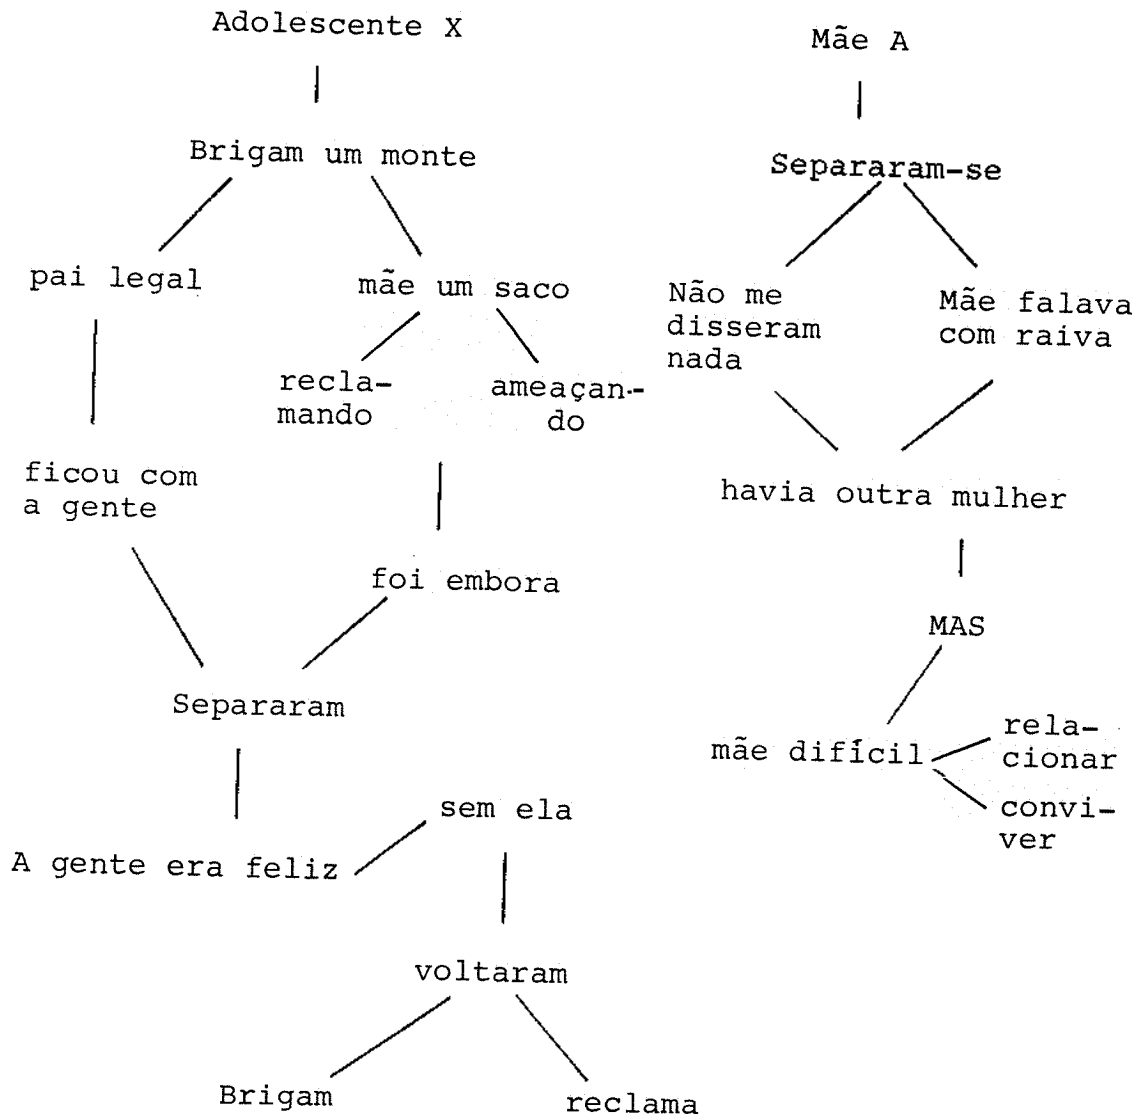 Adolescente X
Brigam um monte
pai legal
mãe um saco
recla-
mando
ameaçan-
do
ficou com
a gente
foi embora
Separaram
A gente era feliz
sem ela
voltaram
Brigam
reclama
Mãe A
Separaram-se
Não me
disseram
nada
Mãe falava
com raiva
havia outra mulher
MAS
mãe difícil
rela-
cionar
convi-
ver